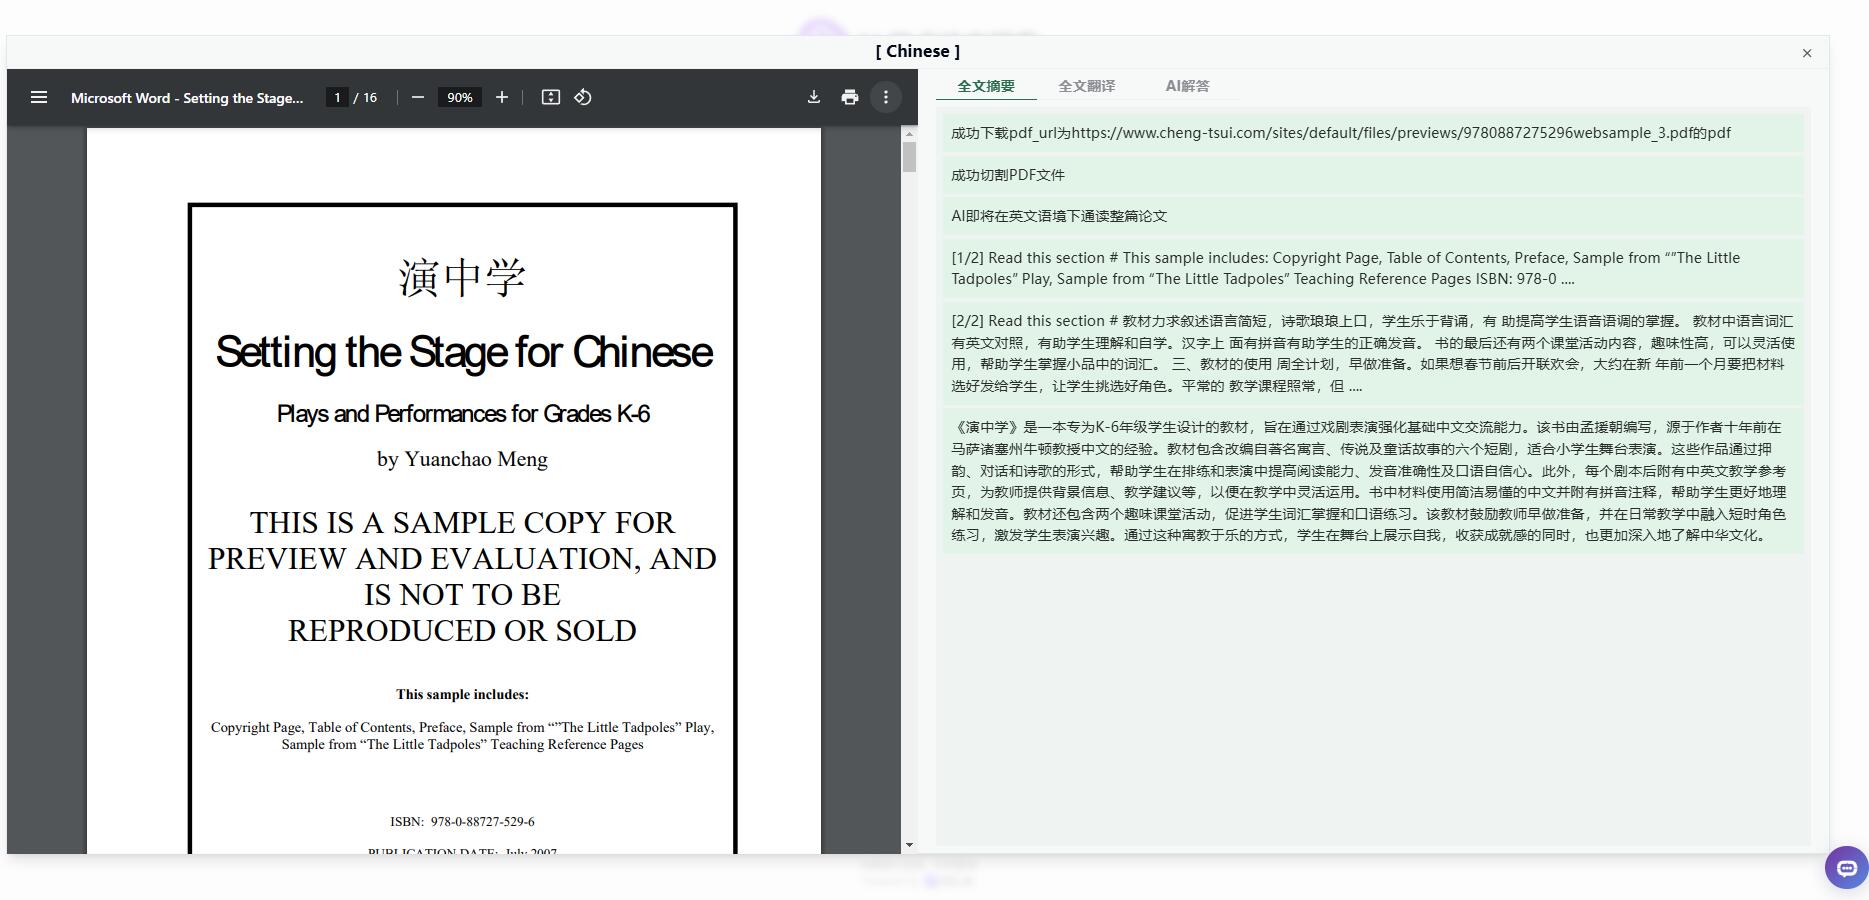 [ Chinese ]
×
Microsoft Word - Setting the Stage...
1 / 16
90%
演中学
Setting the Stage for Chinese
Plays and Performances for Grades K-6
by Yuanchao Meng
THIS IS A SAMPLE COPY FOR
PREVIEW AND EVALUATION, AND
IS NOT TO BE
REPRODUCED OR SOLD
This sample includes:
Copyright Page, Table of Contents, Preface, Sample from “”The Little Tadpoles” Play,
Sample from “The Little Tadpoles” Teaching Reference Pages
ISBN: 978-0-88727-529-6
PUBLICATION DATE: July 2007
全文摘要 全文翻译 AI解答
成功下载pdf_url为https://www.cheng-tsui.com/sites/default/files/previews/9780887275296websample_3.pdf的pdf
成功切割PDF文件
AI即将在英文语境下通读整篇论文
[1/2] Read this section # This sample includes: Copyright Page, Table of Contents, Preface, Sample from “”The Little
Tadpoles” Play, Sample from “The Little Tadpoles” Teaching Reference Pages ISBN: 978-0 ....
[2/2] Read this section # 教材力求叙述语言简短，诗歌琅琅上口，学生乐于背诵，有 助提高学生语音语调的掌握。 教材中语言词汇
有英文对照，有助学生理解和自学。汉字上 面有拼音有助学生的正确发音。 书的最后还有两个课堂活动内容，趣味性高，可以灵活使
用，帮助学生掌握小品中的词汇。 三、教材的使用 周全计划，早做准备。如果想春节前后开联欢会，大约在新 年前一个月要把材料
选好发给学生，让学生挑选好角色。平常的 教学课程照常，但 ....
《演中学》是一本专为K-6年级学生设计的教材，旨在通过戏剧表演强化基础中文交流能力。该书由孟援朝编写，源于作者十年前在
马萨诸塞州牛顿教授中文的经验。教材包含改编自著名寓言、传说及童话故事的六个短剧，适合小学生舞台表演。这些作品通过押
韵、对话和诗歌的形式，帮助学生在排练和表演中提高阅读能力、发音准确性及口语自信心。此外，每个剧本后附有中英文教学参考
页，为教师提供背景信息、教学建议等，以便在教学中灵活运用。书中材料使用简洁易懂的中文并附有拼音注释，帮助学生更好地理
解和发音。教材还包含两个趣味课堂活动，促进学生词汇掌握和口语练习。该教材鼓励教师早做准备，并在日常教学中融入短时角色
练习，激发学生表演兴趣。通过这种寓教于乐的方式，学生在舞台上展示自我，收获成就感的同时，也更加深入地了解中华文化。